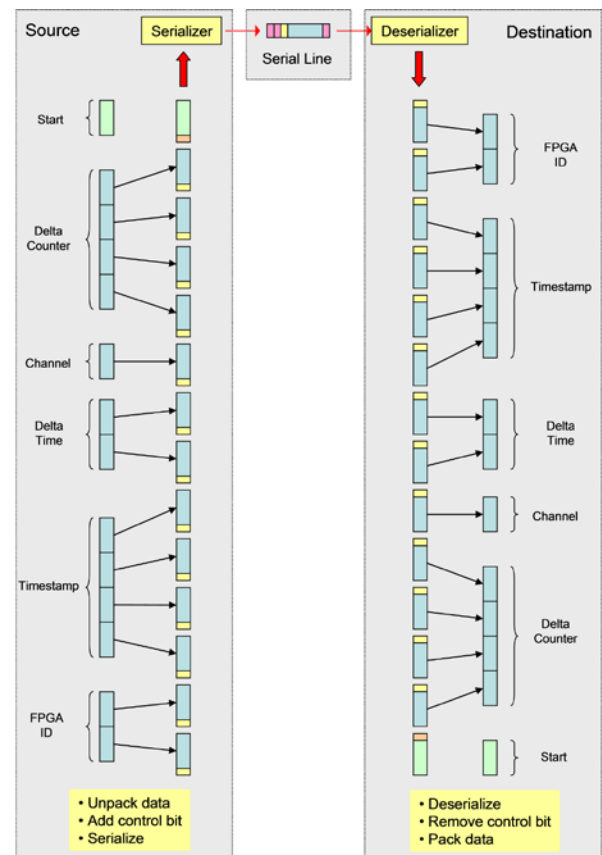 Source
Serializer
Serial Line
Deserializer
Destination
Start
Delta
Counter
Channel
Delta
Time
Timestamp
FPGA
ID
• Unpack data
• Add control bit
• Serialize
FPGA
ID
Timestamp
Delta
Time
Channel
Delta
Counter
Start
• Deserialize
• Remove control bit
• Pack data